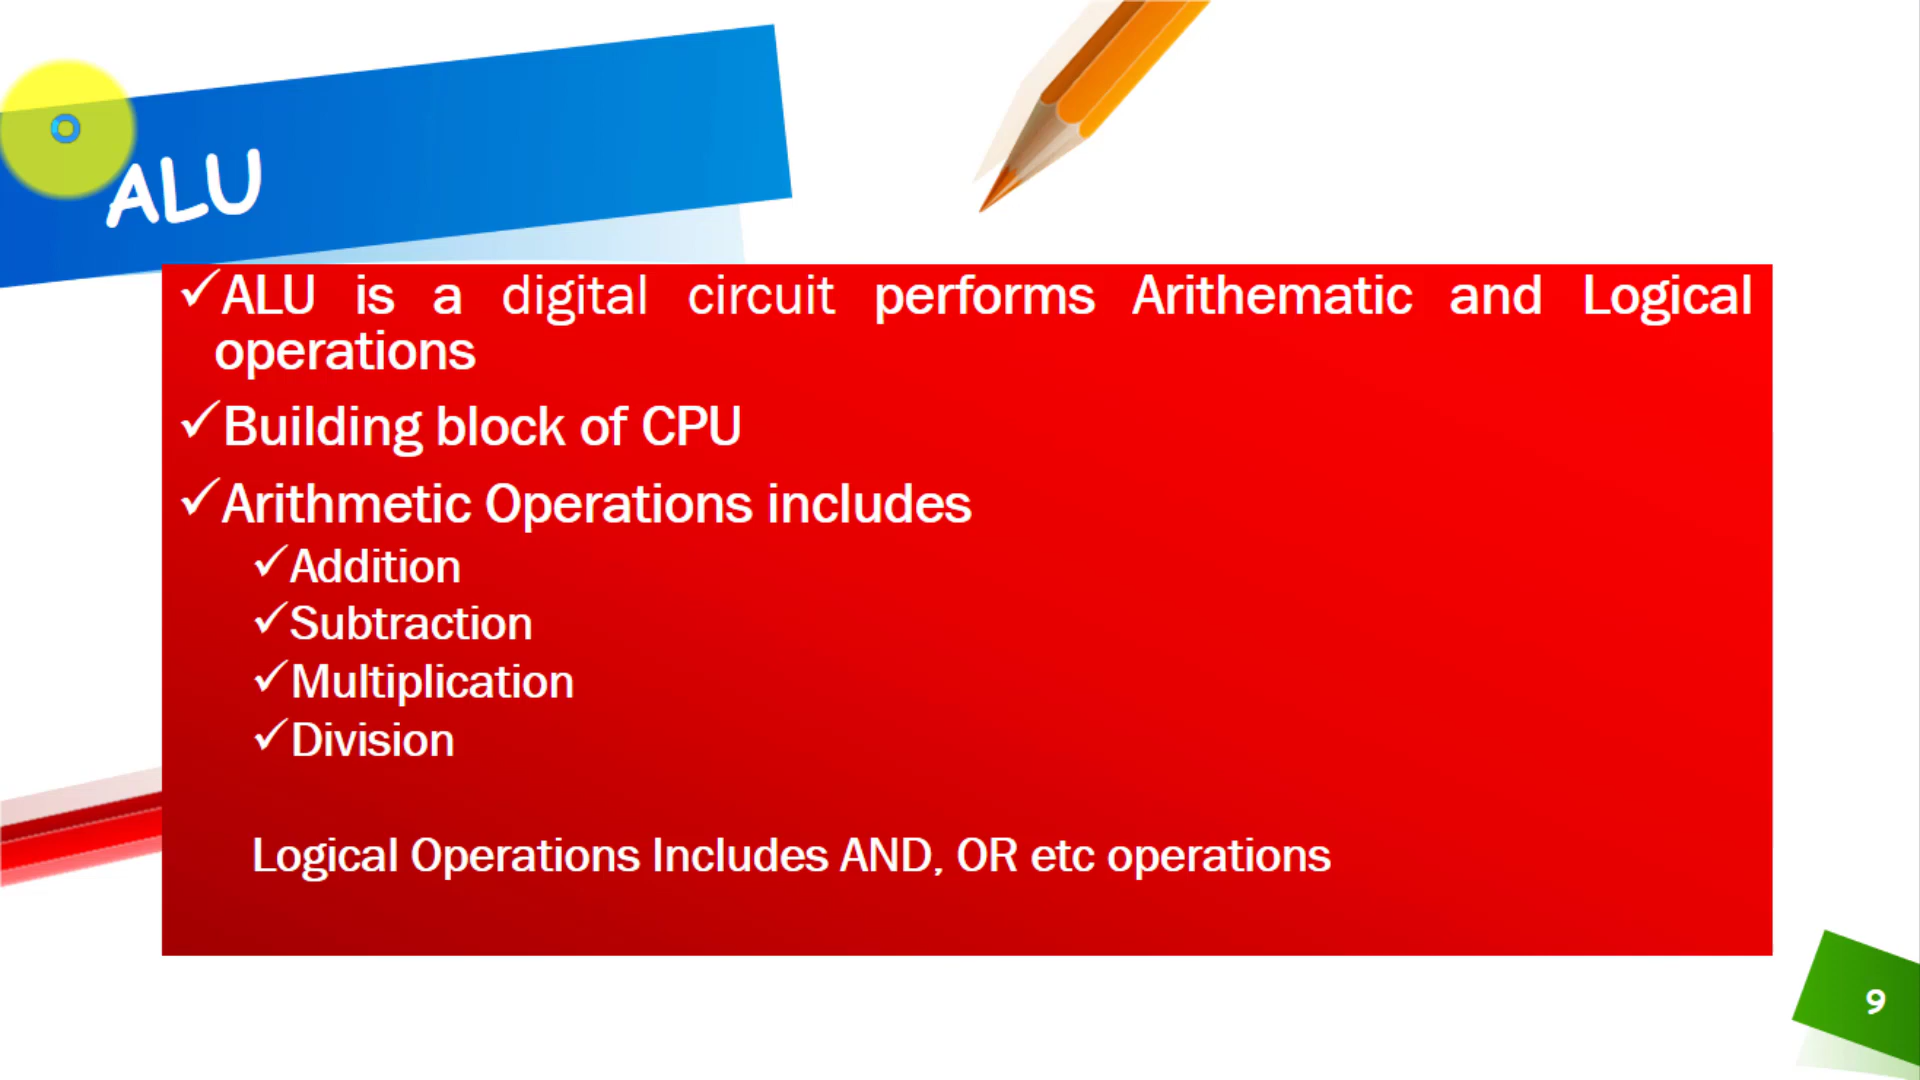 ALU
✓ALU is a digital circuit performs Arithematic and Logical
operations
✓Building block of CPU
✓Arithmetic Operations includes
✓Addition
✓Subtraction
✓Multiplication
✓Division
Logical Operations Includes AND, OR etc operations
9